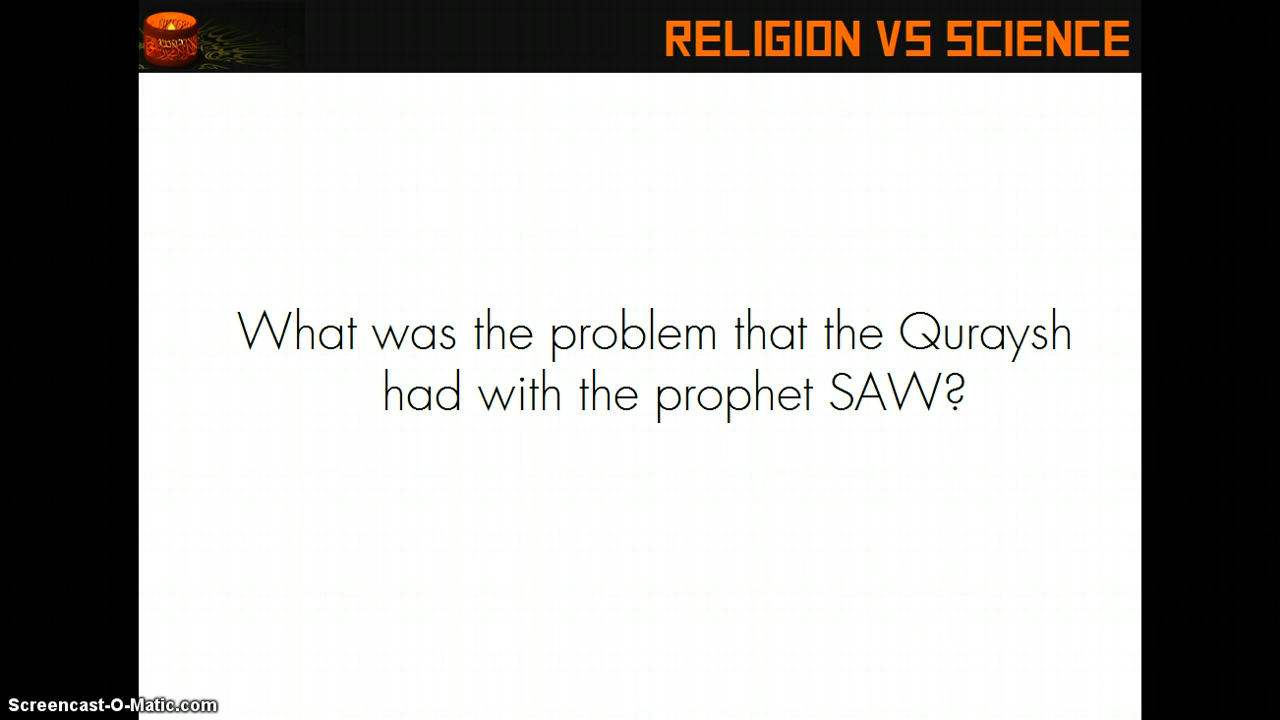 RELIGION VS SCIENCE
What was the problem that the Quraysh
had with the prophet SAW?
Screencast-O-Matic.com